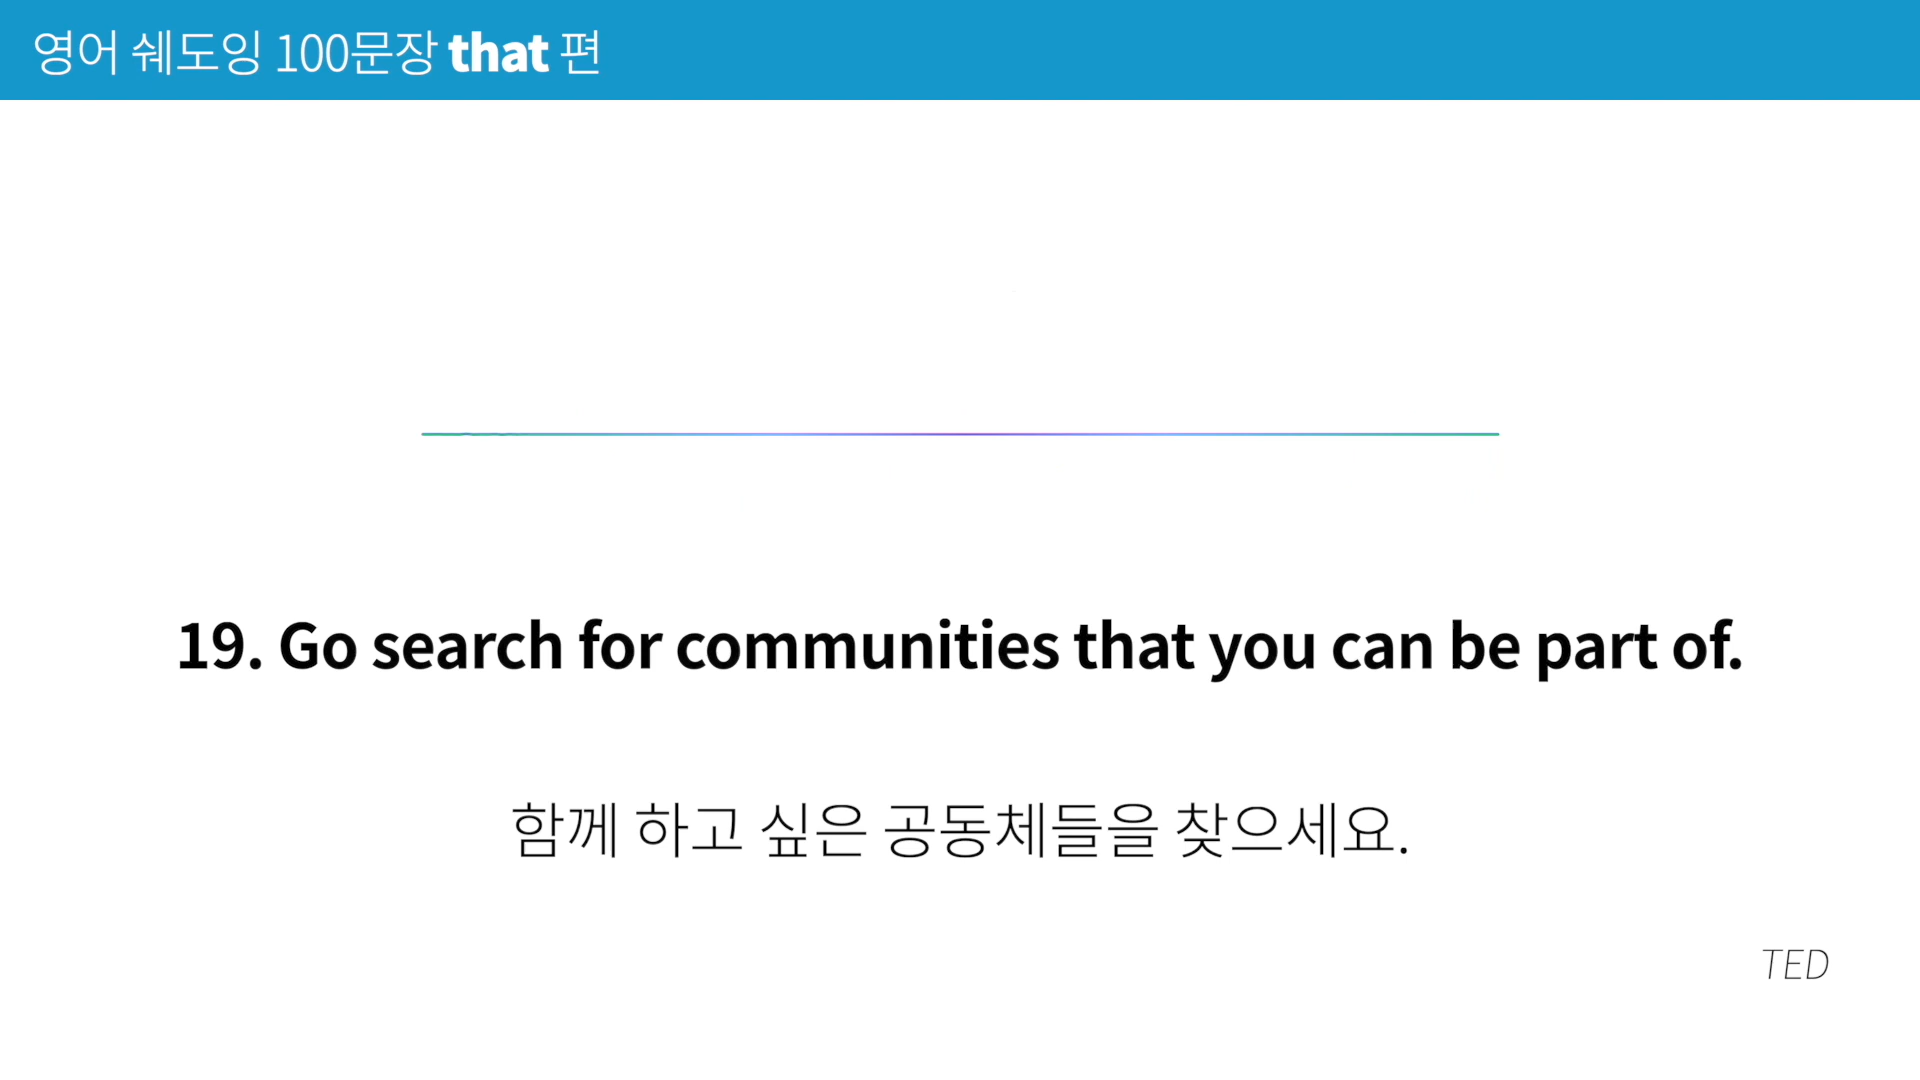 영어 쉐도잉 100문장 that 편
19. Go search for communities that you can be part of.
함께 하고 싶은 공동체들을 찾으세요.
TED